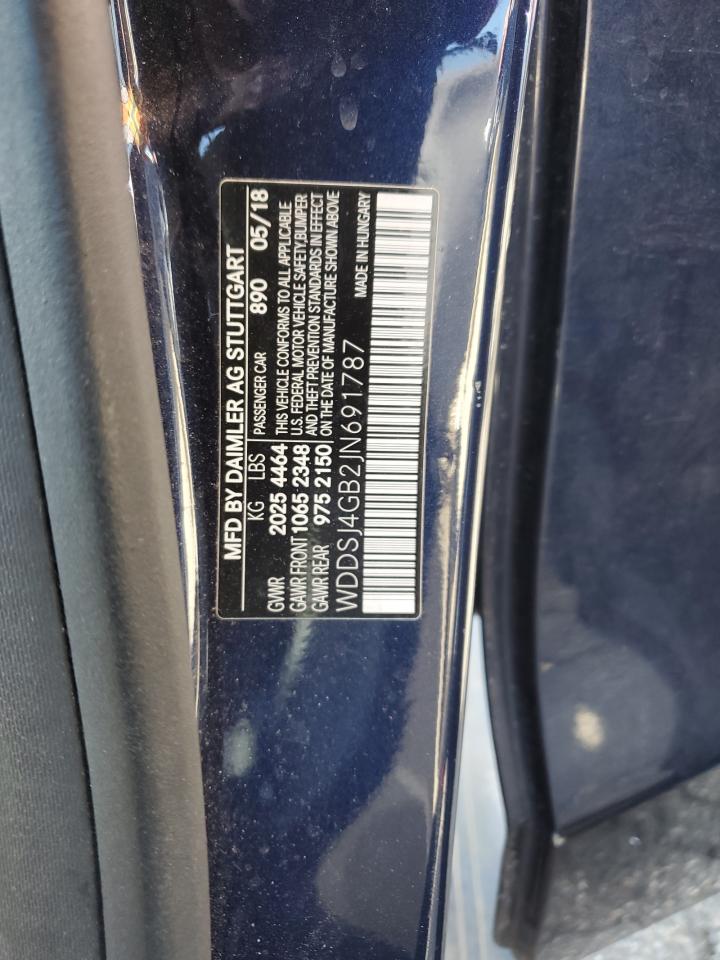 MFD BY DAIMLER AG STUTTGART
KG LBS PASSENGER CAR 890 05/18
GVWR 2025 4464 THIS VEHICLE CONFORMS TO ALL APPLICABLE
U.S. FEDERAL MOTOR VEHICLE SAFETY,BUMPER
GAWR FRONT 1065 2348 AND THEFT PREVENTION STANDARDS IN EFFECT
GAWR REAR 975 2150 ON THE DATE OF MANUFACTURE SHOWN ABOVE
WDDSJ4GB2JN691787 MADE IN HUNGARY